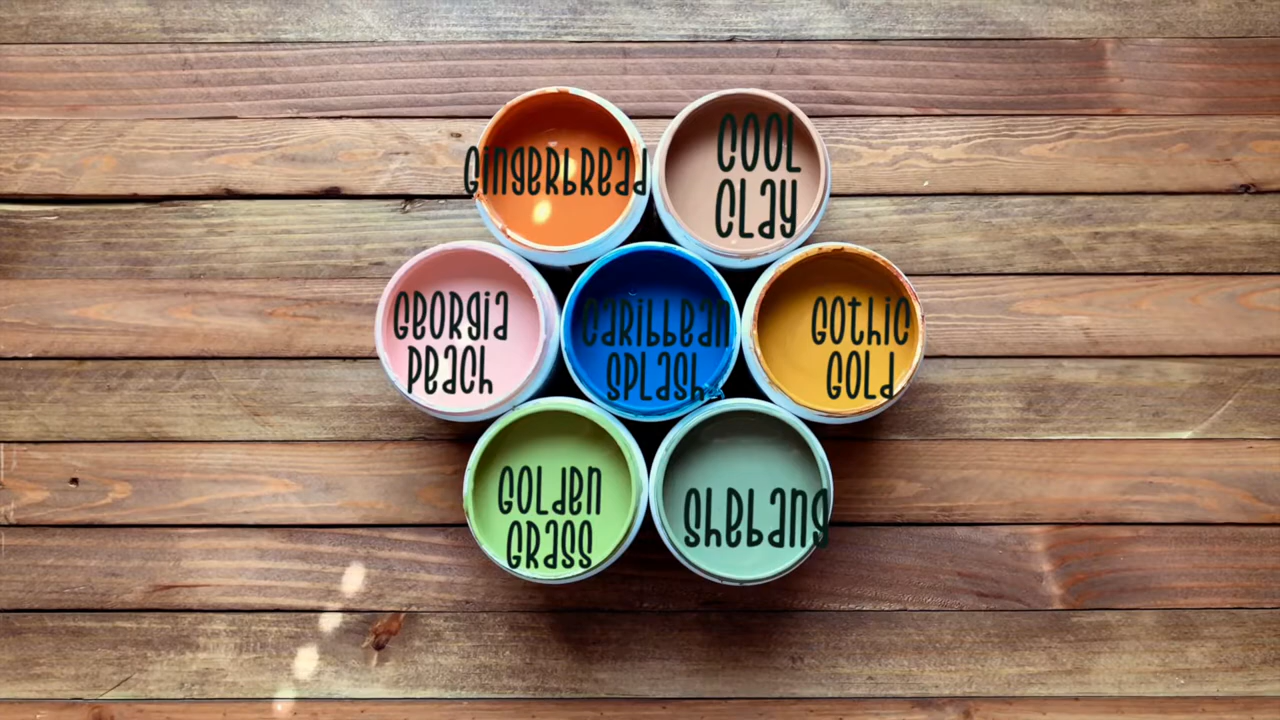 Gingerbread
COOL
CLay
Georgia
Peach
Caribbean
Splash
Gothic
Gold
Golden
Grass
Shebang